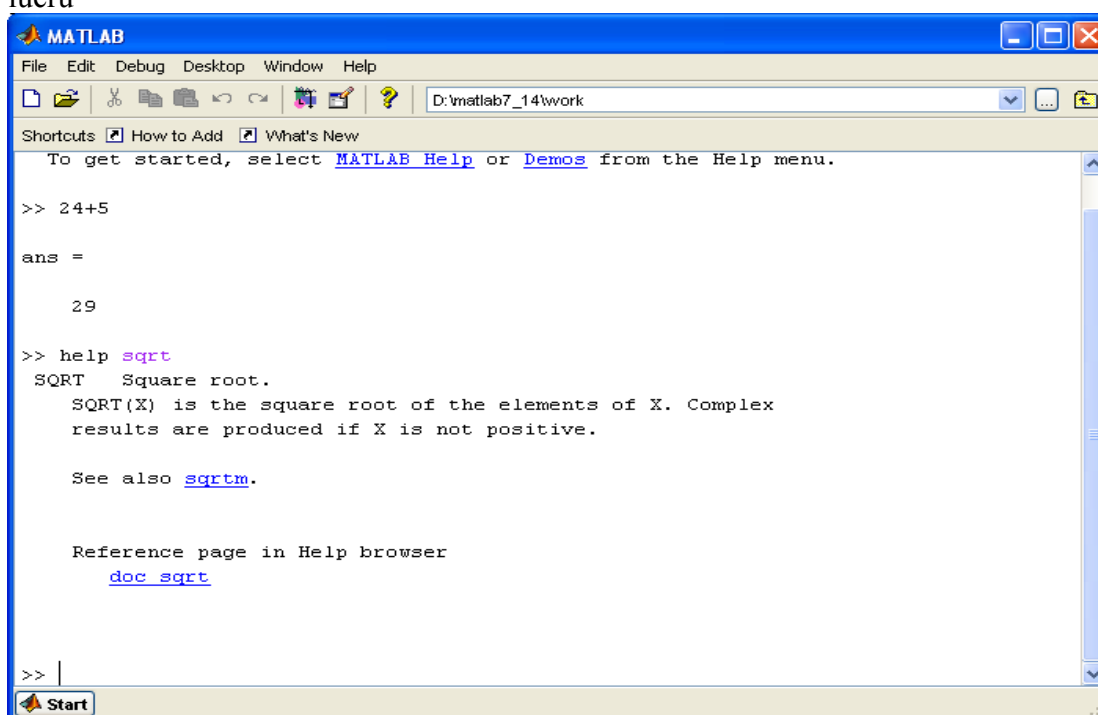 lucru
MATLAB
File Edit Debug Desktop Window Help
D:\matlab7_14\work
Shortcuts How to Add What's New
To get started, select MATLAB Help or Demos from the Help menu.
>> 24+5
ans =
29
>> help sqrt
SQRT Square root.
SQRT(X) is the square root of the elements of X. Complex
results are produced if X is not positive.
See also sqrtm.
Reference page in Help browser
doc sqrt
>>
Start